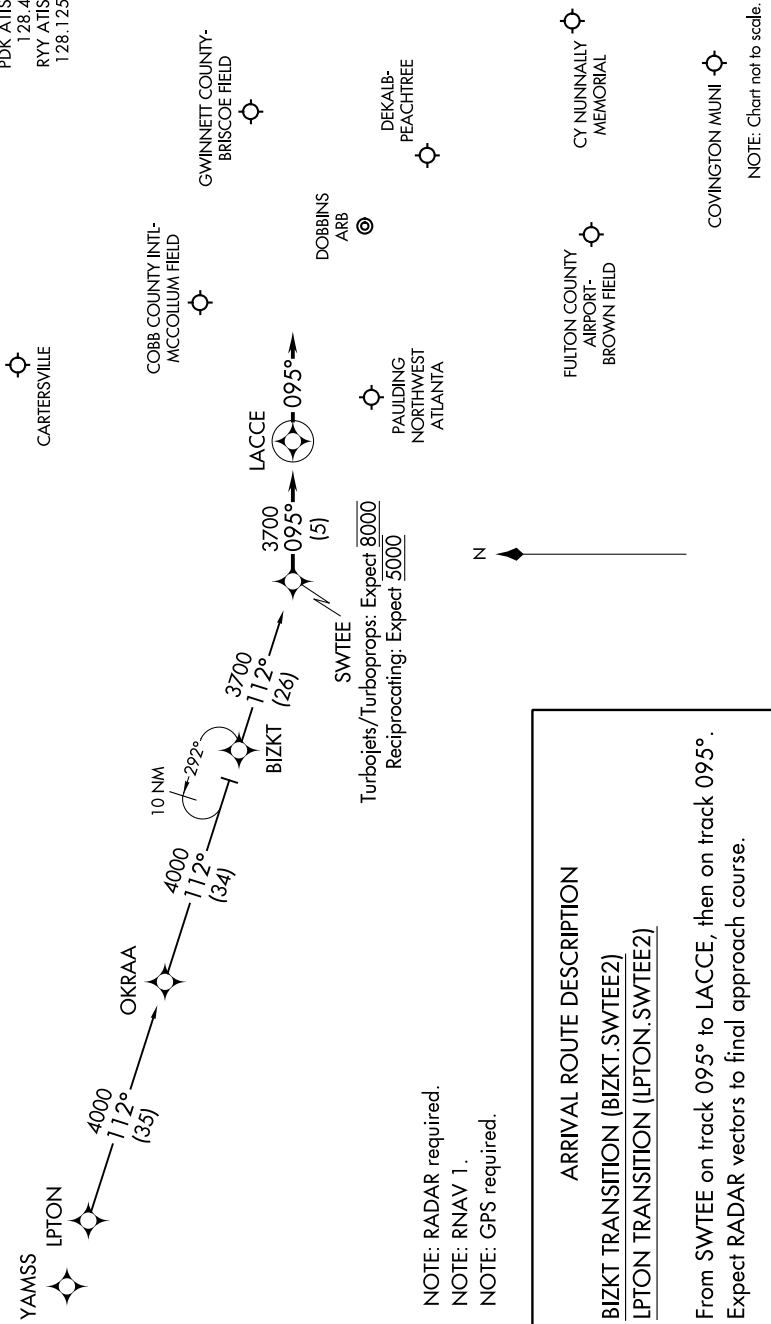 PDK ATIS
128.4
RYY ATIS
128.125
CARTERSVILLE
COBB COUNTY INTL-
MCCOLLUM FIELD
GWINNETT COUNTY-
BRISCOE FIELD
DOBBINS
ARB
DEKALB-
PEACHTREE
PAULDING
NORTHWEST
ATLANTA
FULTON COUNTY
AIRPORT-
BROWN FIELD
CY NUNNALLY
MEMORIAL
COVINGTON MUNI
NOTE: Chart not to scale.
YAMSS
LPTON
4000
112°
(35)
OKRAA
4000
112°
(34)
10 NM
292°
BIZKT
3700
112°
(26)
SWTEE
Turbojets/Turboprops: Expect 8000
Reciprocating: Expect 5000
3700
095°
(5)
LACCE
095°
N
NOTE: RADAR required.
NOTE: RNAV 1.
NOTE: GPS required.
ARRIVAL ROUTE DESCRIPTION
BIZKT TRANSITION (BIZKT.SWTEE2)
LPTON TRANSITION (LPTON.SWTEE2)
From SWTEE on track 095° to LACCE, then on track 095°.
Expect RADAR vectors to final approach course.